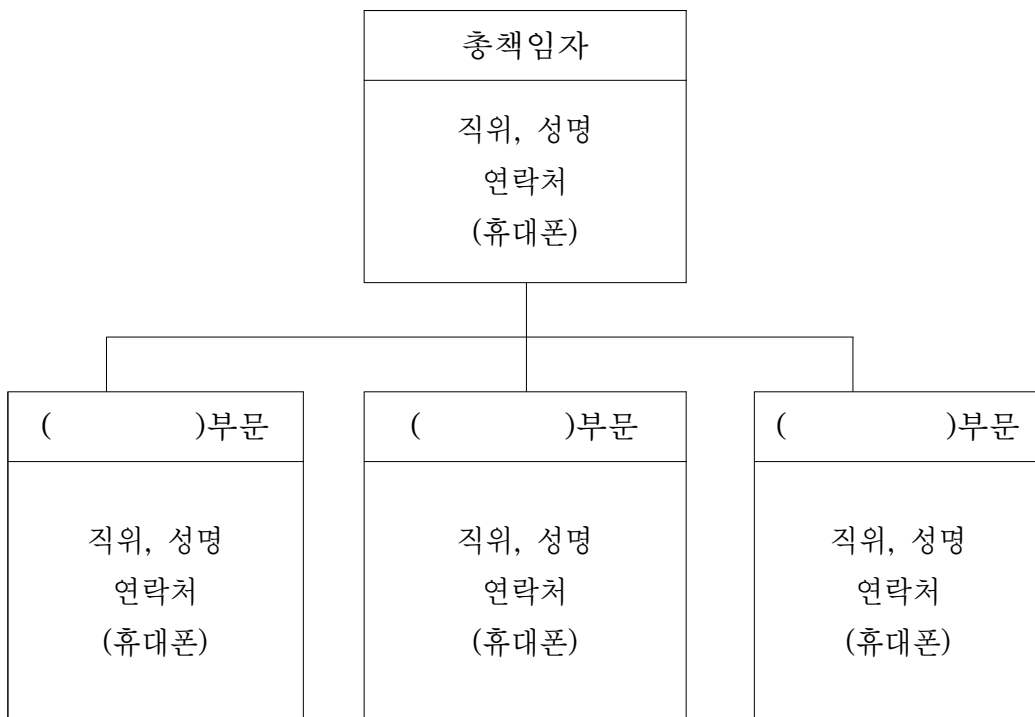 총책임자
직위, 성명
연락처
(휴대폰)
(          )부문
직위, 성명
연락처
(휴대폰)
(          )부문
직위, 성명
연락처
(휴대폰)
(          )부문
직위, 성명
연락처
(휴대폰)